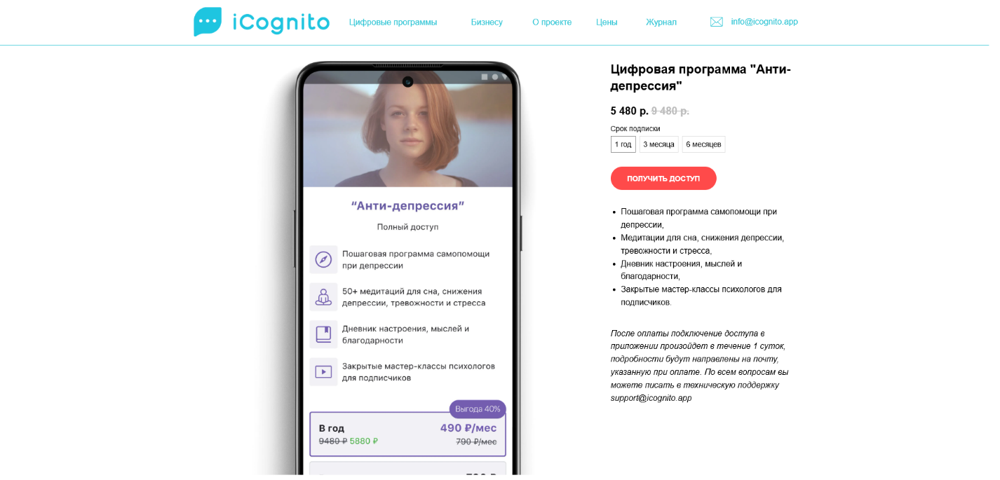 iCognito
Цифровые программы
Бизнесу
О проекте
Цены
Журнал
info@icognito.app
“Анти-депрессия”
Полный доступ
Пошаговая программа самопомощи
при депрессии
50+ медитаций для сна, снижения
депрессии, тревожности и стресса
Дневник настроения, мыслей и
благодарности
Закрытые мастер-классы психологов
для подписчиков
Выгода 40%
В год
490 ₽/мес
9480 ₽ 5880 ₽
790 ₽/мес
Цифровая программа "Анти-
депрессия"
5 480 р. 9 480 р.
Срок подписки
1 год
3 месяца
6 месяцев
ПОЛУЧИТЬ ДОСТУП
Пошаговая программа самопомощи при
депрессии,
Медитации для сна, снижения депрессии,
тревожности и стресса,
Дневник настроения, мыслей и
благодарности,
Закрытые мастер-классы психологов для
подписчиков.
После оплаты подключение доступа в
приложении произойдет в течение 1 суток,
подробности будут направлены на почту,
указанную при оплате. По всем вопросам вы
можете писать в техническую поддержку
support@icognito.app